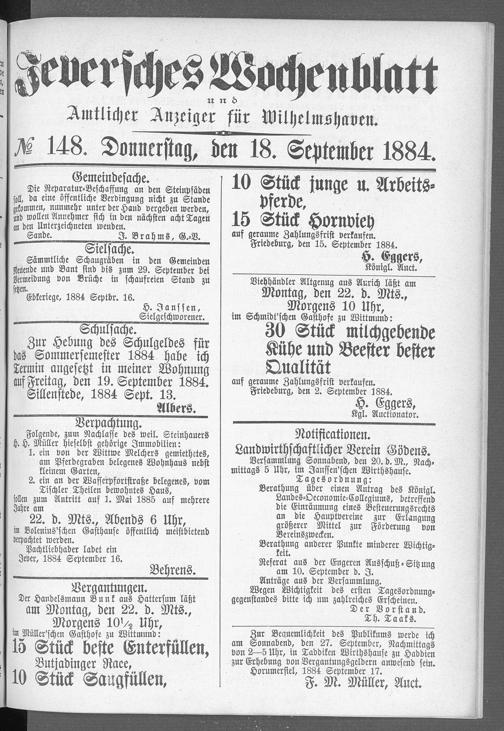 Jeversches Wochenblatt
und
Amtlicher Anzeiger für Wilhelmshaven.
№ 148. Donnerstag, den 18. September 1884.
Gemeindesache.
Die Reparatur-Beschaffung an den Steinpfäden
soll, da eine öffentliche Verdingung nicht zu Stande
gekommen, nunmehr unter der Hand vergeben werden,
und wollen Annehmer sich in den nächsten acht Tagen
an den Unterzeichneten wenden.
Sande. J. Brahms, G.-V.
Sielsache.
Sämmtliche Schaugräben in den Gemeinden
Neuende und Bant sind bis zum 29. September bei
Vermeidung von Brüche in schaufreien Stand zu
setzen.
Ebkeriege, 1884 Septbr. 16.
H. Janssen,
Sielgeschworener.
Schulsache.
Zur Hebung des Schulgeldes für
das Sommersemester 1884 habe ich
Termin angesetzt in meiner Wohnung
auf Freitag, den 19. September 1884.
Sillenstede, 1884 Sept. 13.
Albers.
Verpachtung.
Folgende, zum Nachlasse des weil. Steinhauers
H. H. Müller hieselbst gehörige Immobilien:
1. ein von der Wittwe Melchers gemiethetes,
am Pferdegraben belegenes Wohnhaus nebst
kleinem Garten,
2. ein an der Wasserpfortstraße belegenes, vom
Tischler Theilen bewohntes Haus,
sollen zum Antritt auf 1. Mai 1885 auf mehrere
Jahre am
22. d. Mts., Abends 6 Uhr,
in Bolenius'schen Gasthause öffentlich meistbietend
verpachtet werden.
Pachtliebhaber ladet ein
Jever, 1884 September 16.
Behrens.
Vergantungen.
Der Handelsmann Bunk aus Hattersum läßt
am Montag, den 22. d. Mts.,
Morgens 10½ Uhr,
in Müller'schen Gasthofe zu Wittmund:
15 Stück beste Enterfüllen,
Butjadinger Race,
10 Stück Saugfüllen,
10 Stück junge u. Arbeits-
pferde,
15 Stück Hornvieh
auf geraume Zahlungsfrist verkaufen.
Friedeburg, den 15. September 1884.
H. Eggers,
Königl. Auct.
Viehhändler Altgenug aus Aurich läßt am
Montag, den 22. d. Mts.,
Morgens 10 Uhr,
im Schmidt'schen Gasthofe zu Wittmund:
30 Stück milchgebende
Kühe und Beester bester
Qualität
auf geraume Zahlungsfrist verkaufen.
Friedeburg, den 2. September 1884.
H. Eggers,
Kgl. Auctionator.
Notificationen.
Landwirthschaftlicher Verein Gödens.
Versammlung Sonnabend, den 20. d. M., Nach-
mittags 5 Uhr, im Janssen'schen Wirthshause.
Tagesordnung:
Berathung über einen Antrag des Königl.
Landes-Oeconomie-Collegiums, betreffend
die Einräumung eines Besteuerungsrechts
an die Hauptvereine zur Erlangung
größerer Mittel zur Förderung von
Vereinszwecken.
Berathung anderer Punkte minderer Wichtig-
keit.
Referat aus der Engeren Ausschuß-Sitzung
am 10. September d. J.
Anträge aus der Versammlung.
Wegen Wichtigkeit des ersten Tagesordnung-
gegenstandes bitte ich um zahlreiches Erscheinen.
Der Vorstand.
Th. Taaks.
Zur Bequemlichkeit des Publikums werde ich
am Sonnabend, den 27. September, Nachmittags
von 2—5 Uhr, in Taddiken Wirthshause zu Haddien
zur Erhebung von Vergantungsgeldern anwesend sein.
Horumersiel, 1884 September 17.
F. M. Müller, Auct.